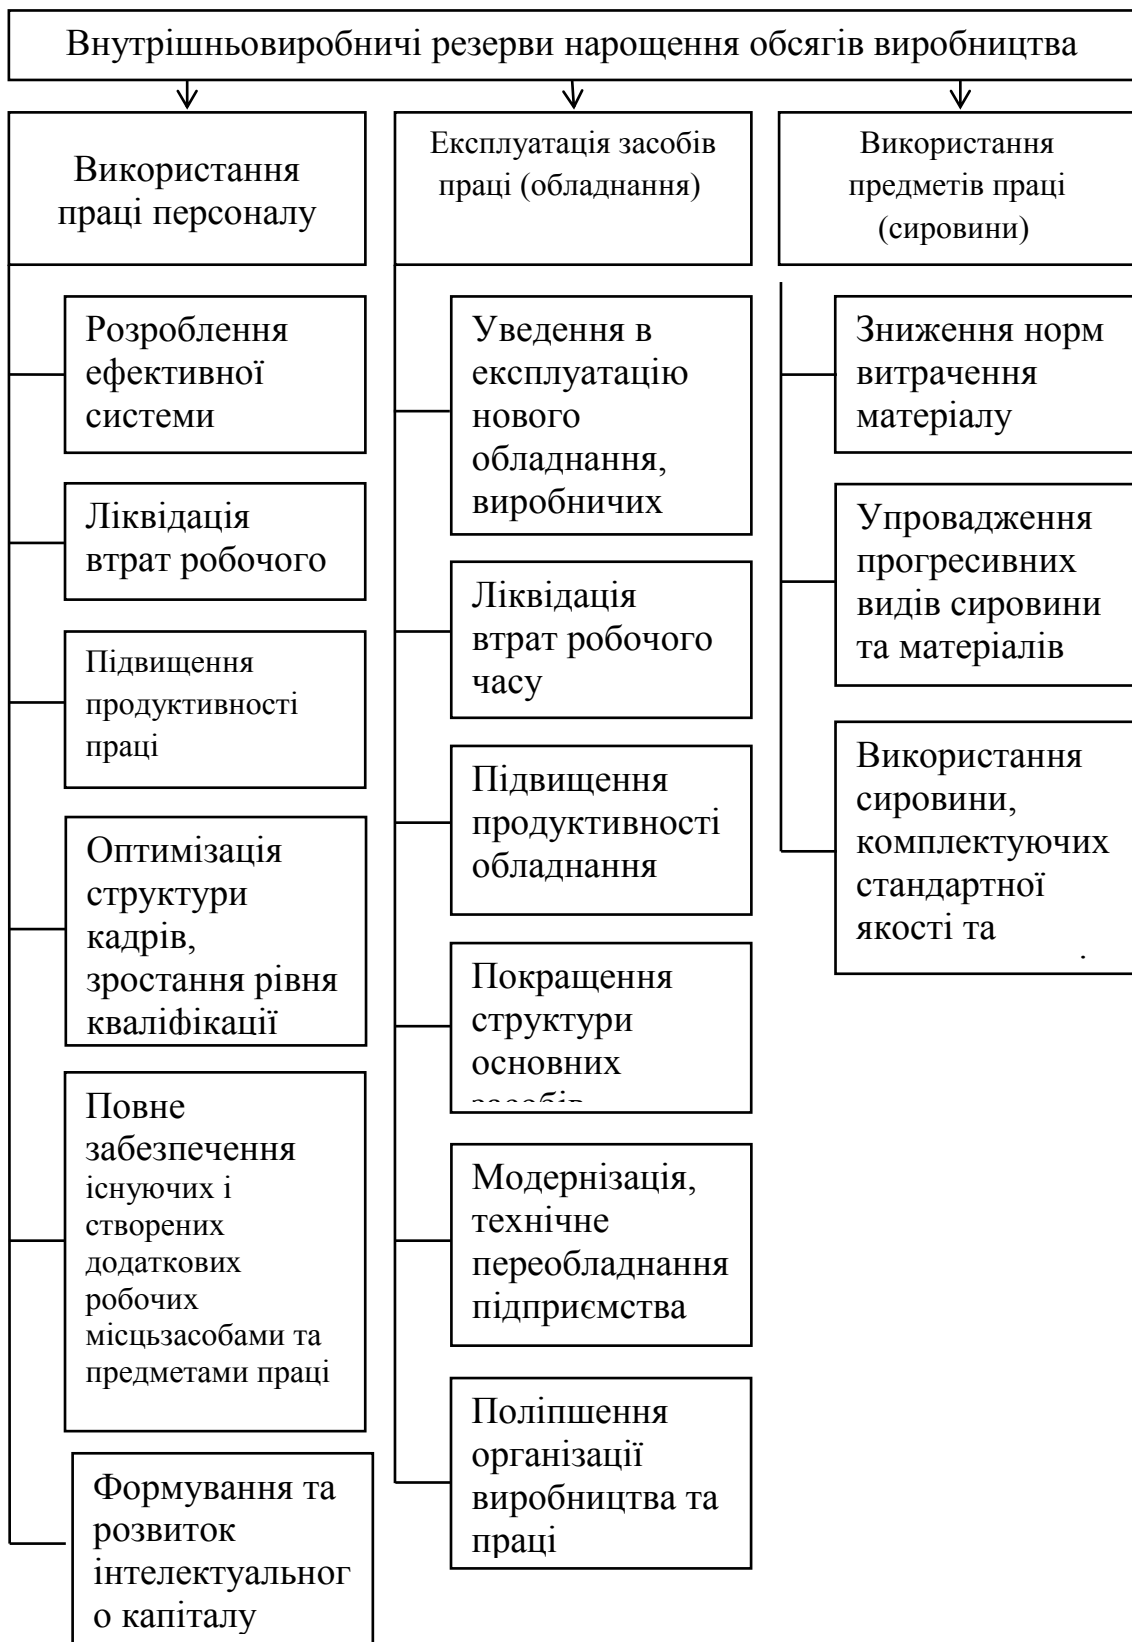 Внутрішньовиробничі резерви нарощення обсягів виробництва
Використання
праці персоналу
Розроблення
ефективної
системи
Ліквідація
втрат робочого
Підвищення
продуктивності
праці
Оптимізація
структури
кадрів,
зростання рівня
кваліфікації
Повне
забезпечення
існуючих і
створених
додаткових
робочих
місцьзасобами та
предметами праці
Формування та
розвиток
інтелектуальног
о капіталу
Експлуатація засобів
праці (обладнання)
Уведення в
експлуатацію
нового
обладнання,
виробничих
Ліквідація
втрат робочого
часу
Підвищення
продуктивності
обладнання
Покращення
структури
основних
Модернізація,
технічне
переобладнання
підприємства
Поліпшення
організації
виробництва та
праці
Використання
предметів праці
(сировини)
Зниження норм
витрачення
матеріалу
Упровадження
прогресивних
видів сировини
та матеріалів
Використання
сировини,
комплектуючих
стандартної
якості та